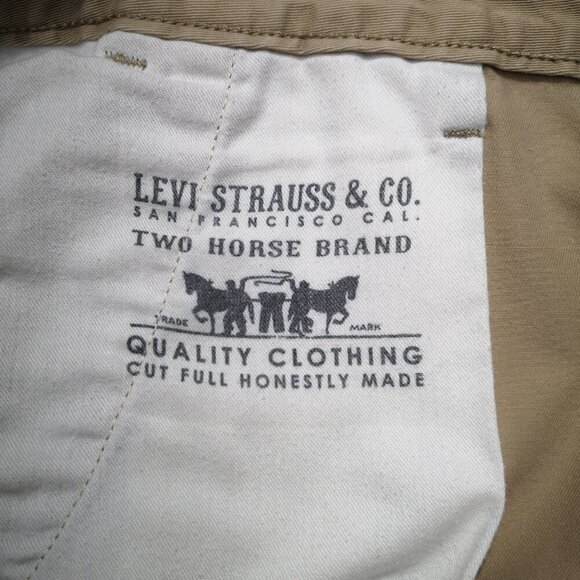 LEVI STRAUSS & CO.
SAN FRANCISCO CAL.
TWO HORSE BRAND
TRADE MARK
QUALITY CLOTHING
CUT FULL HONESTLY MADE